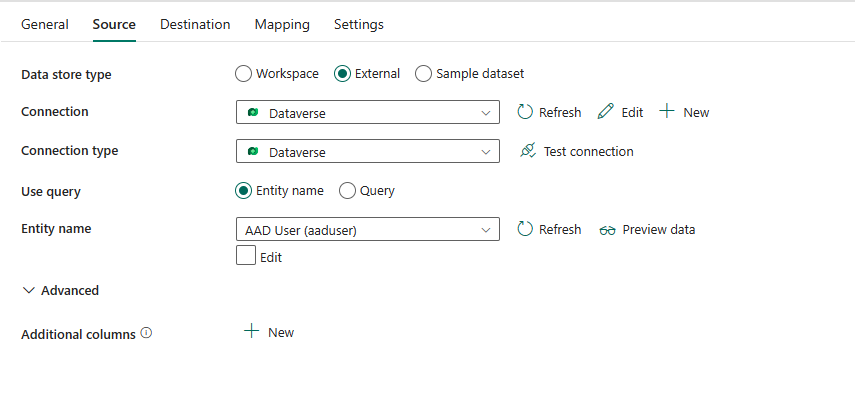 General Source Destination Mapping Settings
Data store type Workspace External Sample dataset
Connection Dataverse Refresh Edit New
Connection type Dataverse Test connection
Use query Entity name Query
Entity name AAD User (aaduser) Refresh Preview data
Edit
Advanced
Additional columns New